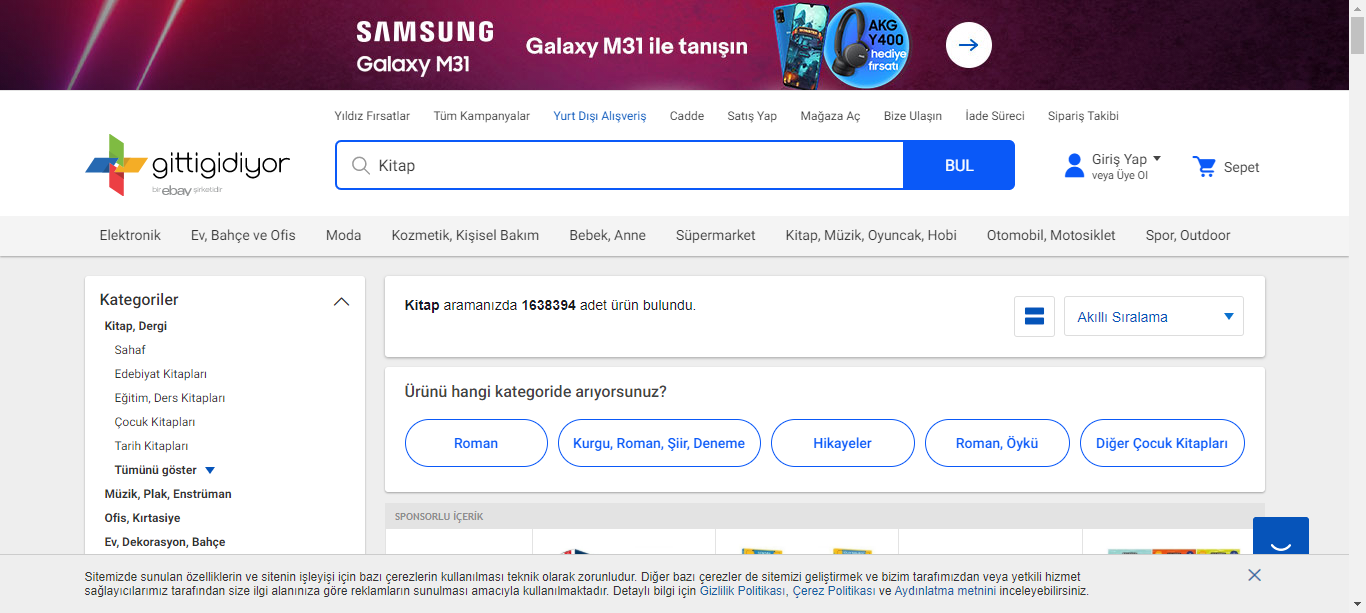 SAMSUNG
Galaxy M31
Galaxy M31 ile tanışın
AKG
Y400
hediye
fırsatı
Yıldız Fırsatlar Tüm Kampanyalar Yurt Dışı Alışveriş Cadde Satış Yap Mağaza Aç Bize Ulaşın İade Süreci Sipariş Takibi
gittigidiyor
bir ebay şirketidir
Kitap
BUL
Giriş Yap
veya Üye Ol
Sepet
Elektronik Ev, Bahçe ve Ofis Moda Kozmetik, Kişisel Bakım Bebek, Anne Süpermarket Kitap, Müzik, Oyuncak, Hobi Otomobil, Motosiklet Spor, Outdoor
Kategoriler
Kitap, Dergi
Sahaf
Edebiyat Kitapları
Eğitim, Ders Kitapları
Çocuk Kitapları
Tarih Kitapları
Tümünü göster
Müzik, Plak, Enstrüman
Ofis, Kırtasiye
Ev, Dekorasyon, Bahçe
Kitap aramanızda 1638394 adet ürün bulundu.
Akıllı Sıralama
Ürünü hangi kategoride arıyorsunuz?
Roman Kurgu, Roman, Şiir, Deneme Hikayeler Roman, Öykü Diğer Çocuk Kitapları
SPONSORLU İÇERİK
Sitemizde sunulan özelliklerin ve sitenin işleyişi için bazı çerezlerin kullanılması teknik olarak zorunludur. Diğer bazı çerezler de sitemizi geliştirmek ve bizim tarafımızdan veya yetkili hizmet
sağlayıcılarımız tarafından size ilgi alanınıza göre reklamların sunulması amacıyla kullanılmaktadır. Detaylı bilgi için Gizlilik Politikası, Çerez Politikası ve Aydınlatma metnini inceleyebilirsiniz.